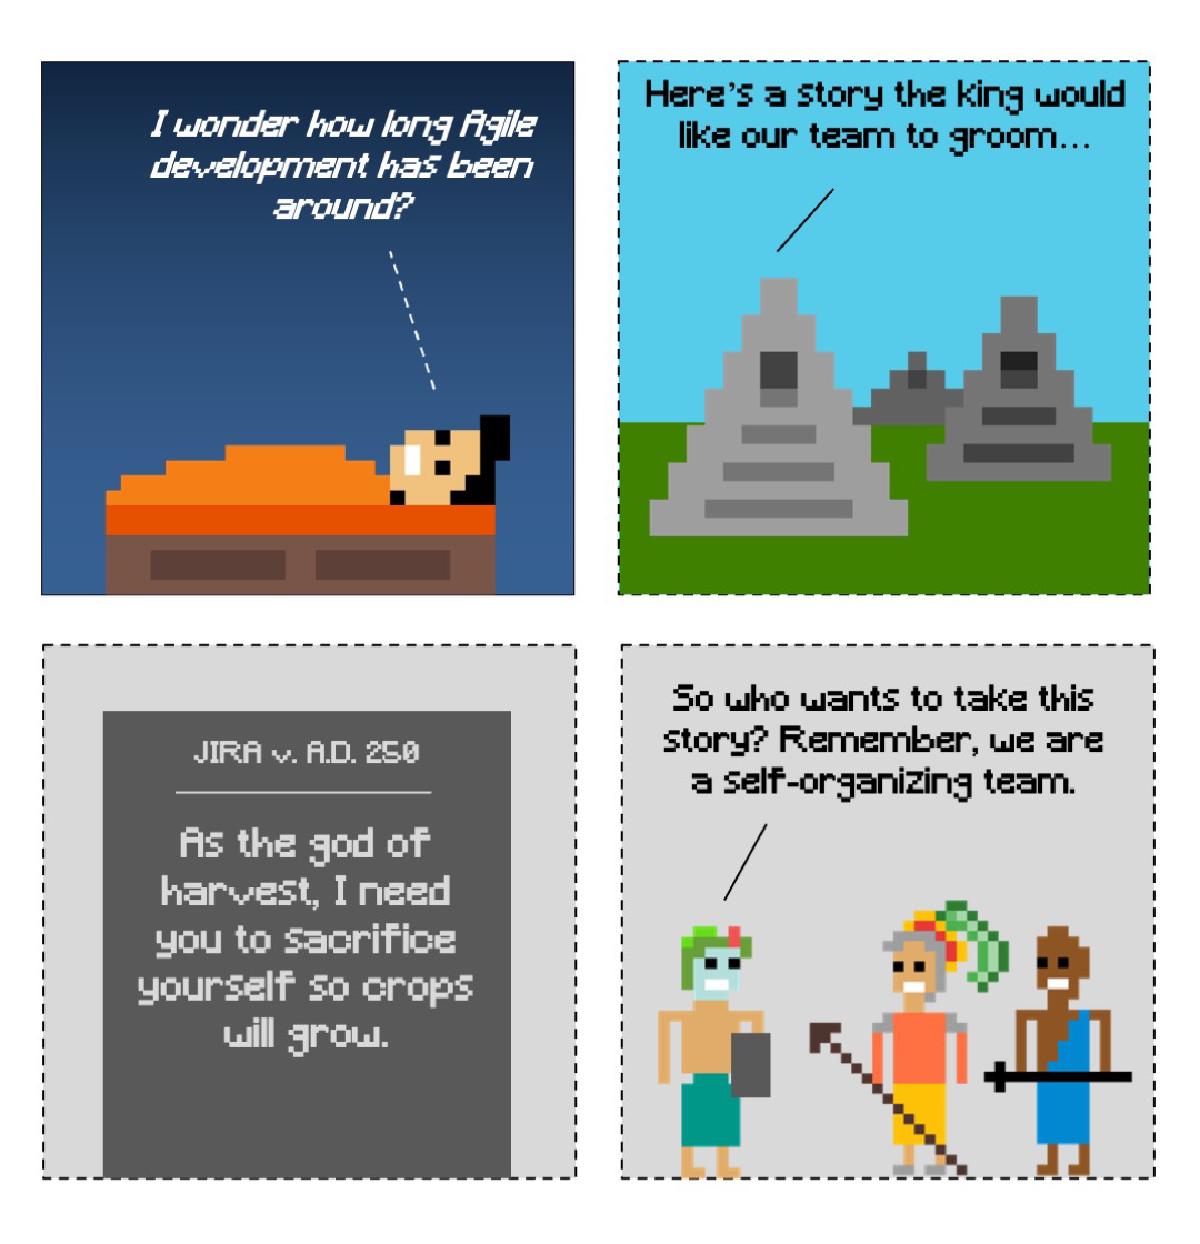 I wonder how long Agile
development has been
around?
Here's a story the king would
like our team to groom...
JIRA v. A.D. 250
As the god of
harvest, I need
you to sacrifice
yourself so crops
will grow.
So who wants to take this
story? Remember, we are
a self-organizing team.